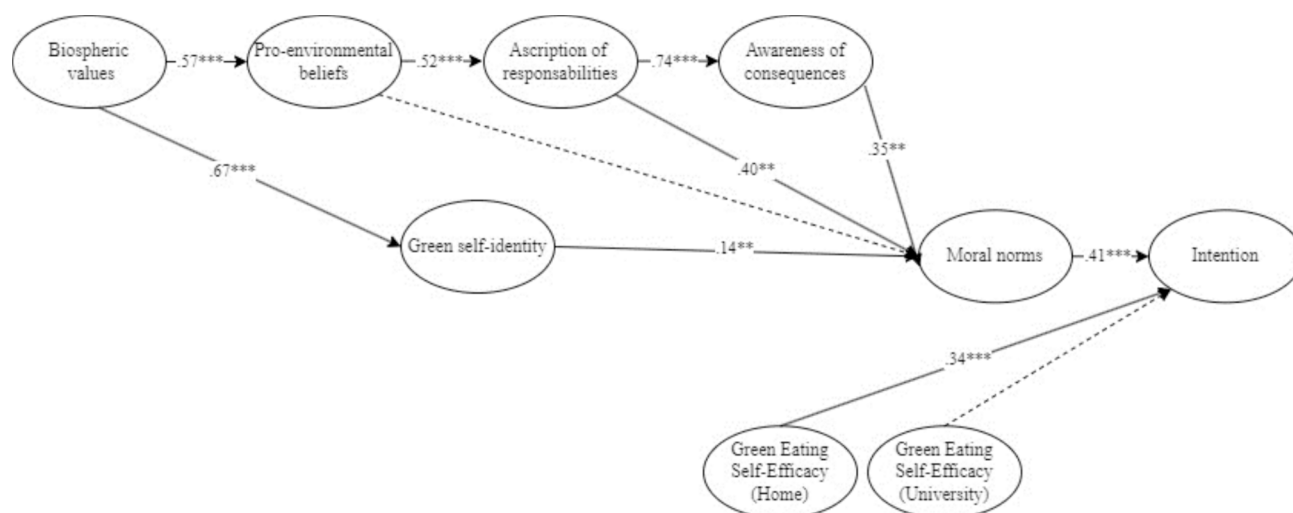 Biospheric
values
.57***
Pro-environmental
beliefs
.52***
Ascription of
responsabilities
.74***
Awareness of
consequences
.67***
.40**
.35**
Green self-identity
.14**
Moral norms
.41***
Intention
.34***
Green Eating
Self-Efficacy
(Home)
Green Eating
Self-Efficacy
(University)